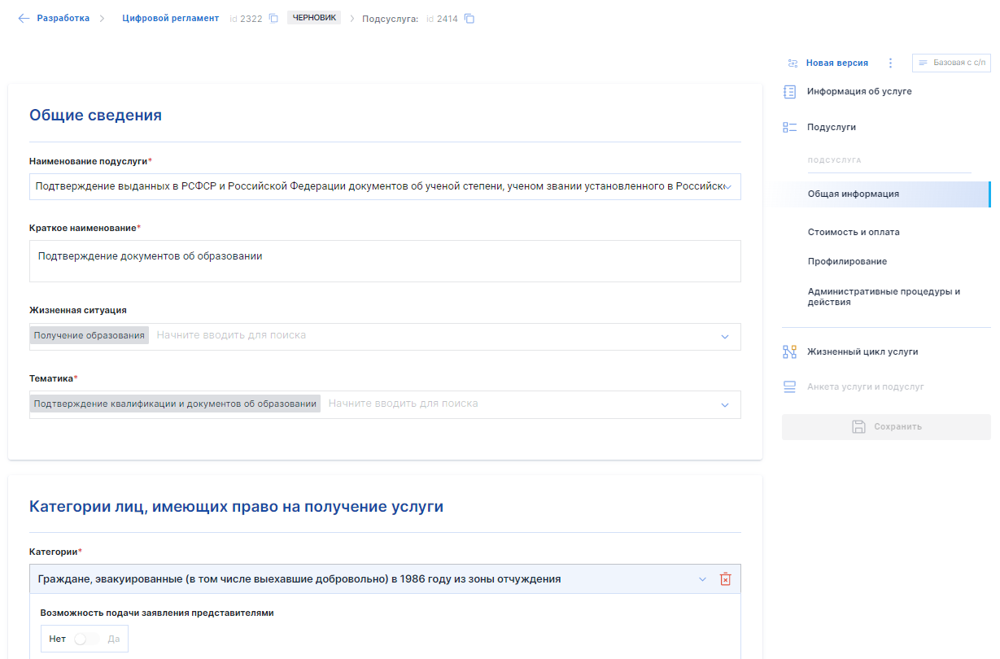 Разработка
Цифровой регламент
id 2322
ЧЕРНОВИК
Подсуслуга:
id 2414
Новая версия
Базовая с с/п
Общие сведения
Наименование подуслуги*
Подтверждение выданных в РСФСР и Российской Федерации документов об ученой степени, ученом звании установленного в Российск
Краткое наименование*
Подтверждение документов об образовании
Жизненная ситуация
Получение образования
Начните вводить для поиска
Тематика*
Подтверждение квалификации и документов об образовании
Начните вводить для поиска
Категории лиц, имеющих право на получение услуги
Категории*
Граждане, эвакуированные (в том числе выехавшие добровольно) в 1986 году из зоны отчуждения
Возможность подачи заявления представителями
Нет
Да
Информация об услуге
Подуслуги
ПОДСУСЛУГА
Общая информация
Стоимость и оплата
Профилирование
Административные процедуры и
действия
Жизненный цикл услуги
Анкета услуги и подуслуг
Сохранить